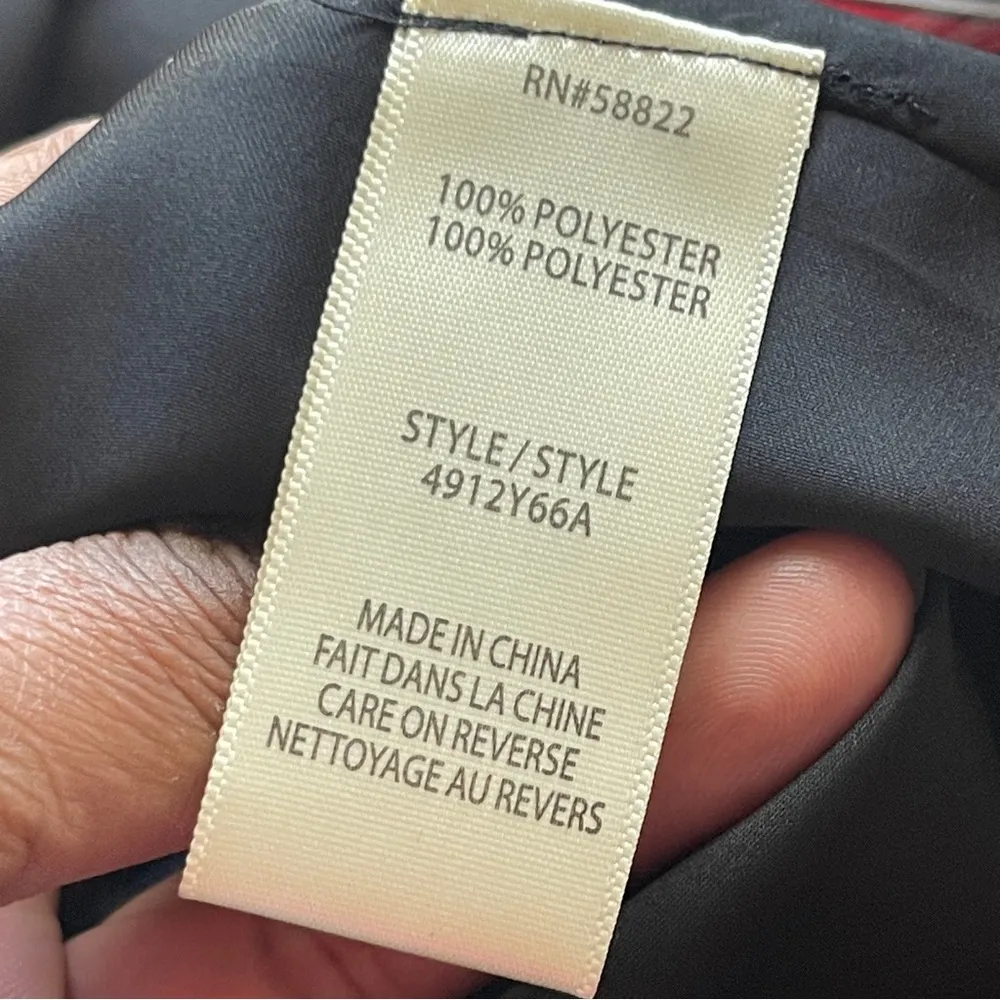 RN#58822
100% POLYESTER
100% POLYESTER
STYLE / STYLE
4912Y66A
MADE IN CHINA
FAIT DANS LA CHINE
CARE ON REVERSE
NETTOYAGE AU REVERS